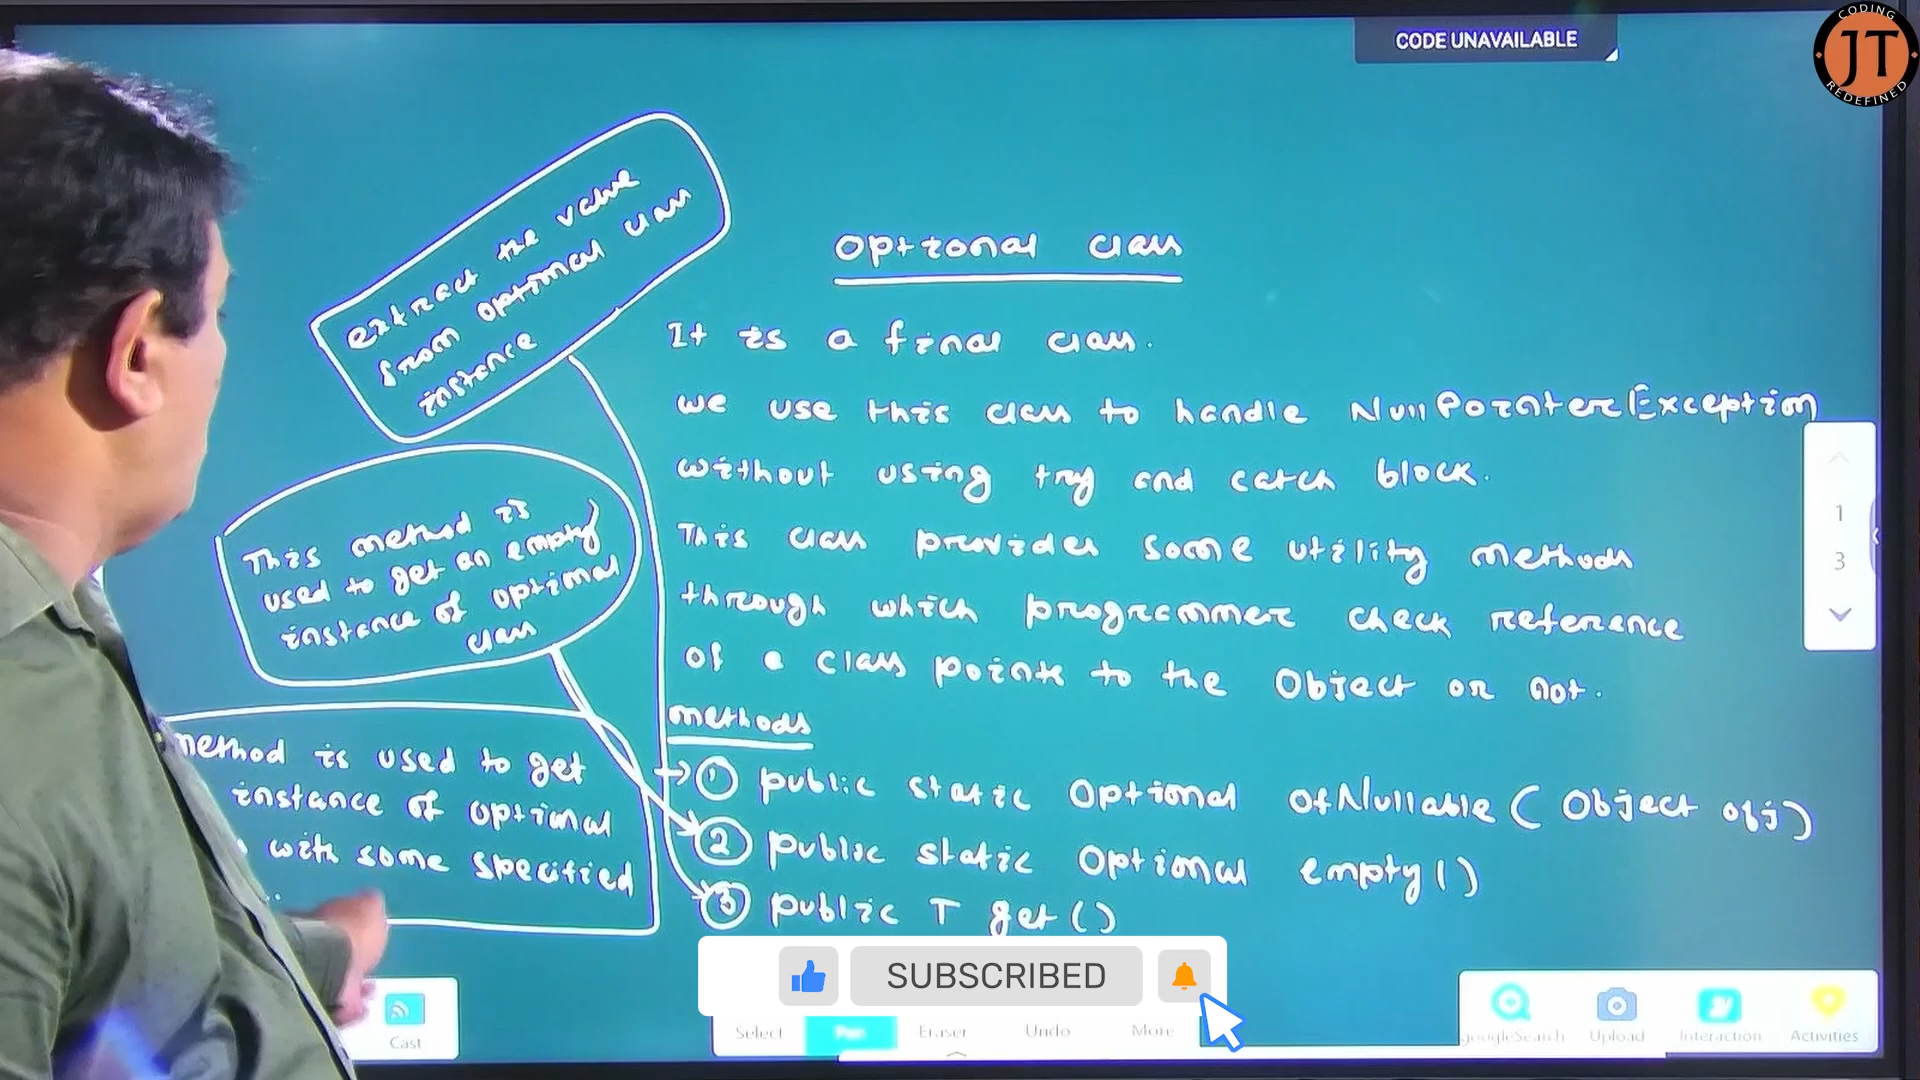 CODE UNAVAILABLE
CODING
JT
REDEFINED
extract the value
from optional class
instance
Optional class
It is a final class.
we use this class to handle NullPointerException
without using try and catch block.
This class provides some utility methods
through which programmer check reference
of a class points to the Object or not.
This method is
used to get an empty
instance of optional
class
method is used to get
instance of optional
with some specified
methods
① public static Optional ofNullable ( Object obj )
② public static Optional empty ( )
③ public T get ( )
1
3
SUBSCRIBED
Cast
Select
Pen
Eraser
Undo
More
googleSearch
Upload
Interaction
Activities